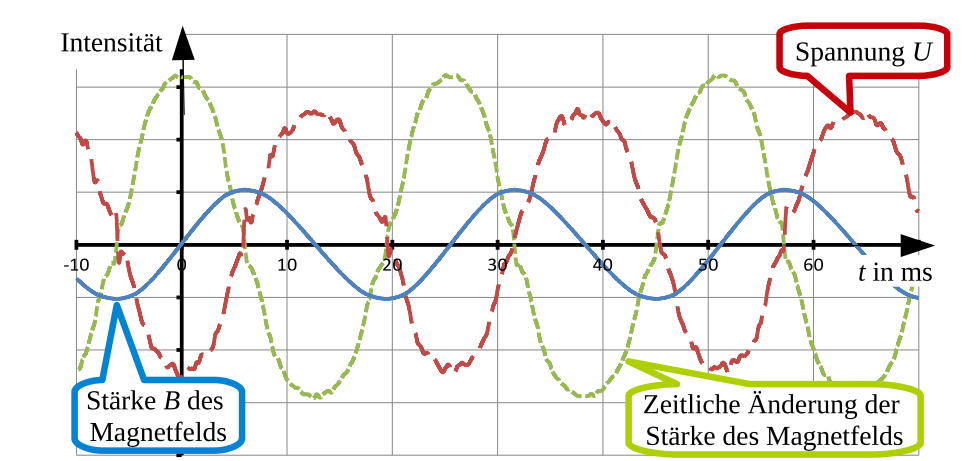 Intensität
Spannung U
-10 0 10 20 30 40 50 60
t in ms
Stärke B des
Magnetfelds
Zeitliche Änderung der
Stärke des Magnetfelds